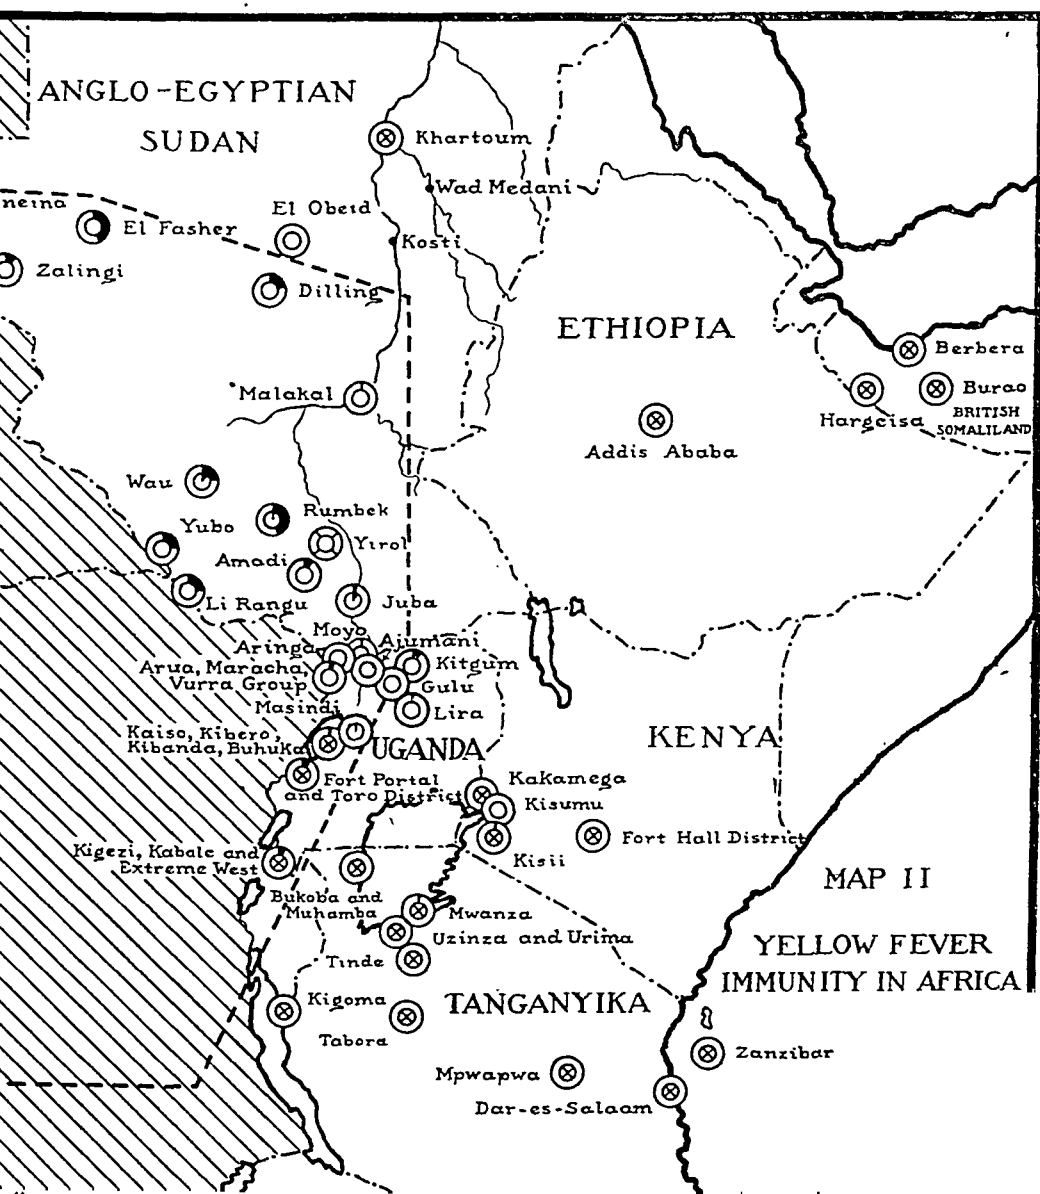 ANGLO-EGYPTIAN
SUDAN
Khartoum
Wad Medani
El Obeid
El Fasher
Kosti
Zalingi
Dilling
ETHIOPIA
Berbera
Malakal
Burao
Hargeisa
BRITISH
SOMALILAND
Addis Ababa
Wau
Rumbek
Yubo
Yirol
Amadi
Li Rangu
Juba
Moyo
Aringa
Ajumani
Arua, Maracha,
Vurra Group
Kitgum
Gulu
Masindi
Lira
Kaiso, Kibero,
Kibanda, Buhuka
UGANDA
KENYA
Fort Portal
and Toro District
Kakamega
Kisumu
Fort Hall District
Kisii
Kigezi, Kabale and
Extreme West
MAP II
Bukoba and
Muhamba
Mwanza
Uzinza and Urima
YELLOW FEVER
IMMUNITY IN AFRICA
Tinde
Kigoma
TANGANYIKA
Tabora
Zanzibar
Mpwapwa
Dar-es-Salaam